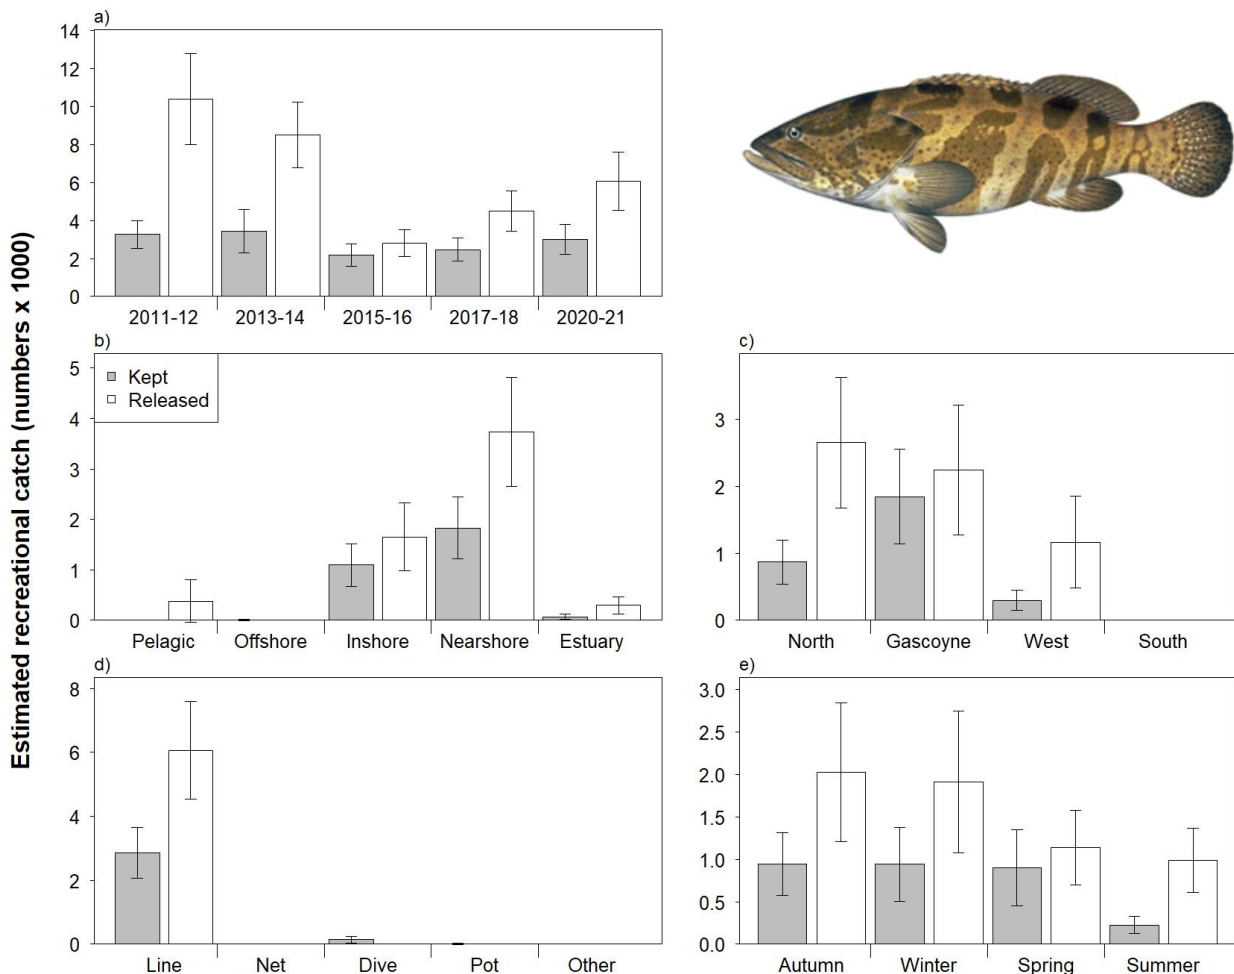 Estimated recreational catch (numbers x 1000)
a)
14
12
10
8
6
4
2
0
2011-12 2013-14 2015-16 2017-18 2020-21
b)
Kept
Released
5
4
3
2
1
0
Pelagic Offshore Inshore Nearshore Estuary
c)
3
2
1
0
North Gascoyne West South
d)
8
6
4
2
0
Line Net Dive Pot Other
e)
3.0
2.5
2.0
1.5
1.0
0.5
0.0
Autumn Winter Spring Summer